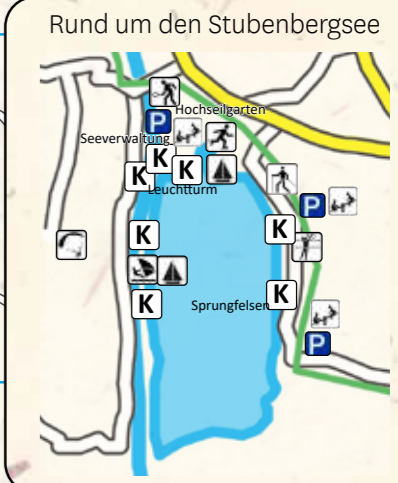 Rund um den Stubenbergsee
Hochseilgarten
P
Seeverwaltung
K
K
K
Leuchtturm
P
K
K
K
Sprungfelsen
K
P